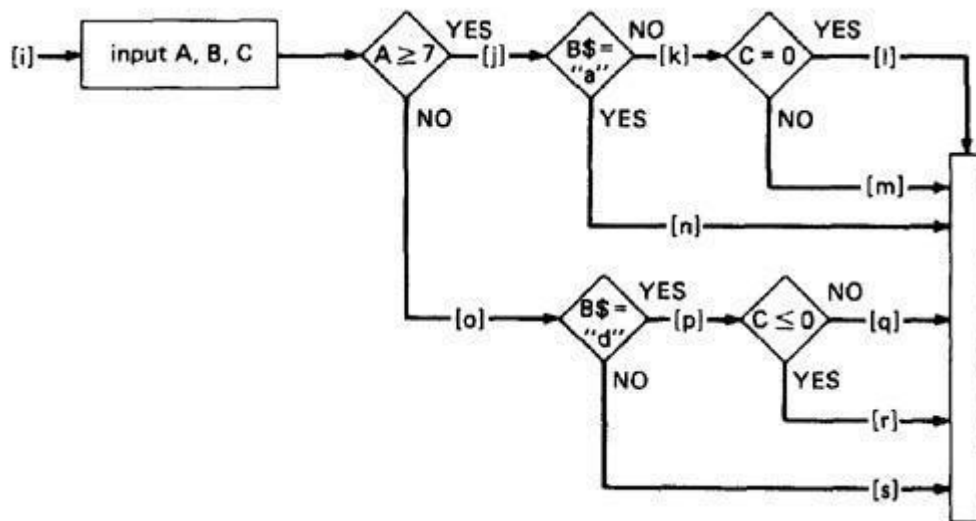 [i]
input A, B, C
A ≥ 7
YES
[j]
B$ =
"a"
NO
[k]
C = 0
YES
[l]
NO
YES
NO
[m]
[n]
[o]
B$ =
"d"
YES
[p]
C ≤ 0
NO
[q]
NO
YES
[r]
[s]